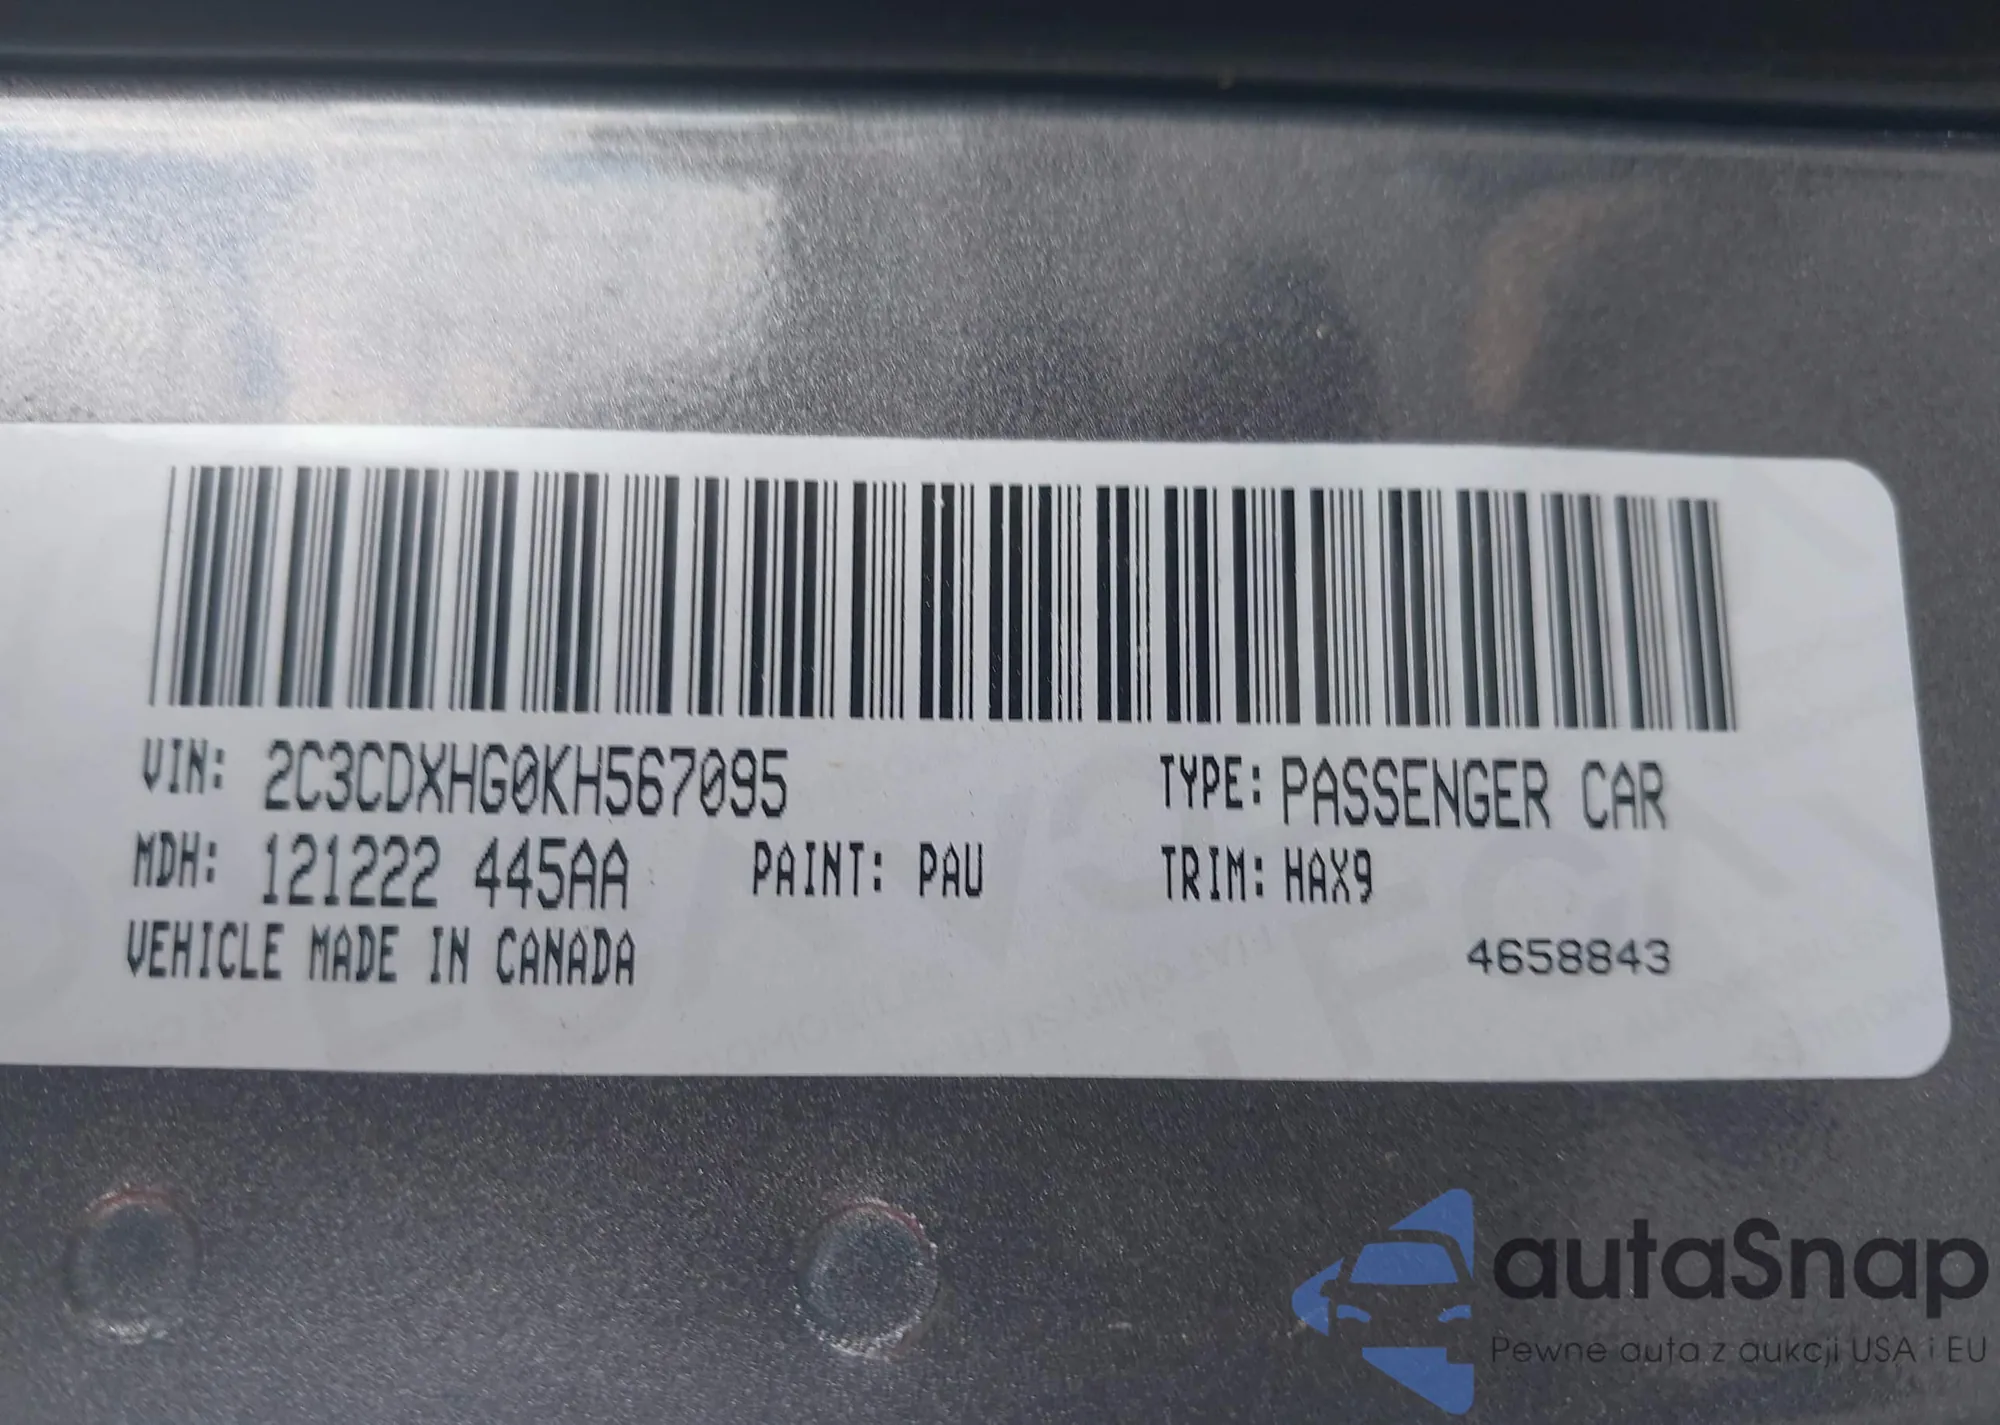 VIN: 2C3CDXHG0KH567095 TYPE: PASSENGER CAR
MDH: 121222 445AA PAINT: PAU TRIM: HAX9
VEHICLE MADE IN CANADA 4658843
autaSnap
Pewne auta z aukcji USA i EU